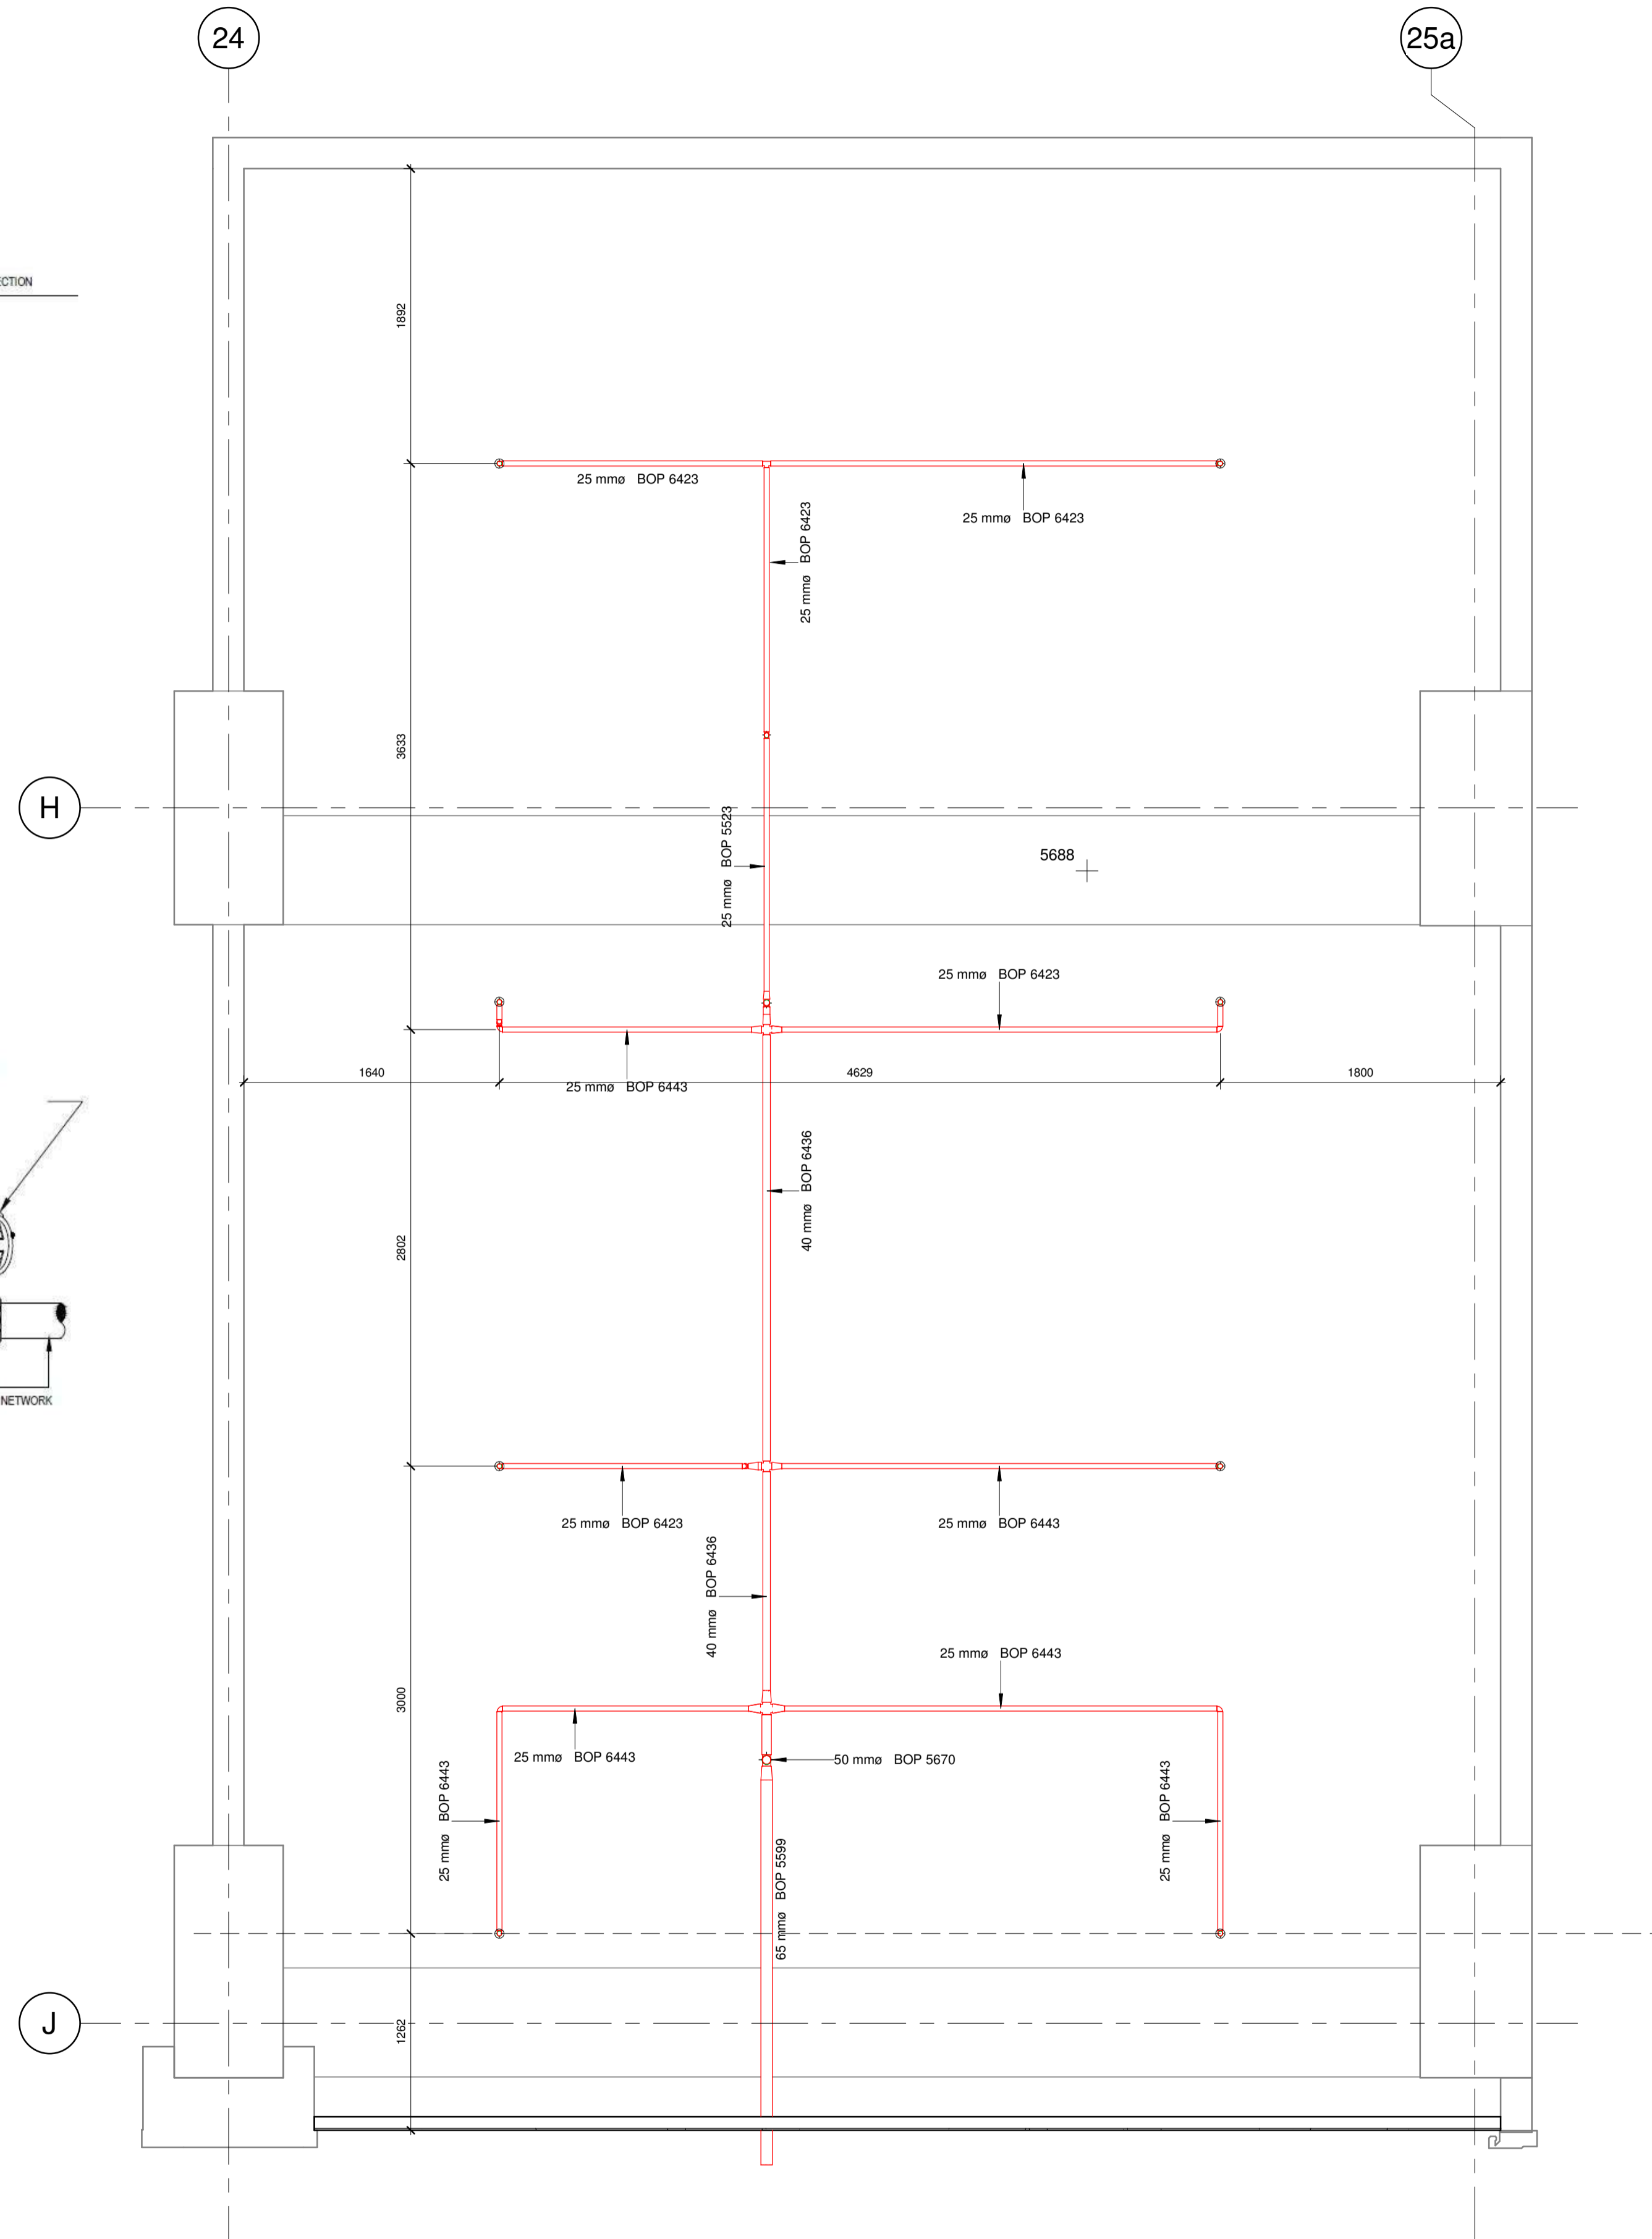 24
25a
ECTION
1892
25 mmø BOP 6423
25 mmø BOP 6423
25 mmø BOP 6423
3633
H
25 mmø BOP 5523
5688
25 mmø BOP 6423
1640
4629
1800
25 mmø BOP 6443
40 mmø BOP 6436
2802
NETWORK
25 mmø BOP 6423
25 mmø BOP 6443
40 mmø BOP 6436
25 mmø BOP 6443
3000
25 mmø BOP 6443
50 mmø BOP 5670
25 mmø BOP 6443
25 mmø BOP 6443
65 mmø BOP 5599
J
1262